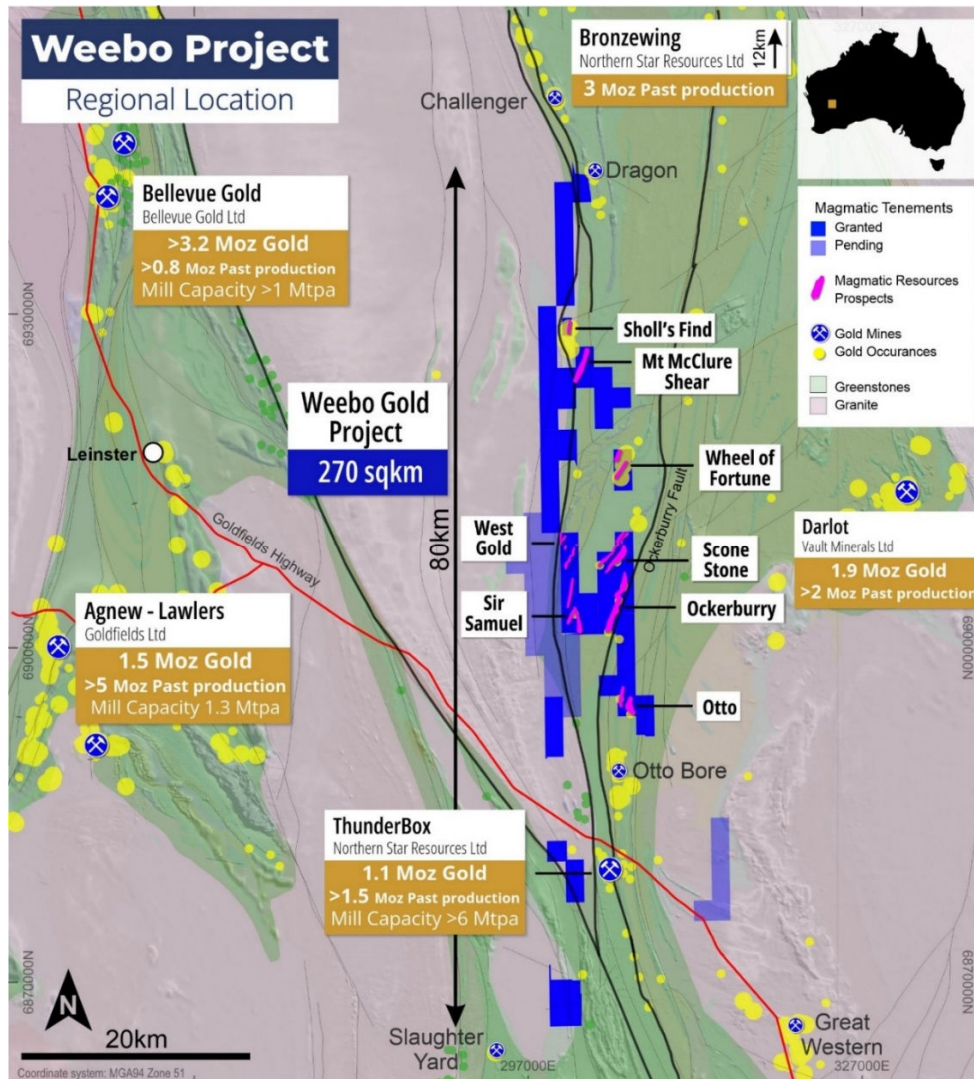 Weebo Project
Regional Location
Bronzewing
Northern Star Resources Ltd
3 Moz Past production
12km
Challenger
Dragon
Bellevue Gold
Bellevue Gold Ltd
>3.2 Moz Gold
>0.8 Moz Past production
Mill Capacity >1 Mtpa
Magmatic Tenements
Granted
Pending
Magmatic Resources
Prospects
Gold Mines
Gold Occurances
Greenstones
Granite
6930000N
Sholl's Find
Mt McClure
Shear
Weebo Gold
Project
270 sqkm
80km
Leinster
Wheel of
Fortune
Goldfields Highway
Ockerburry Fault
West
Gold
Scone
Stone
Darlot
Vault Minerals Ltd
1.9 Moz Gold
>2 Moz Past production
Sir
Samuel
Ockerburry
Agnew - Lawlers
Goldfields Ltd
1.5 Moz Gold
>5 Moz Past production
Mill Capacity 1.3 Mtpa
6900000N
6900000N
Otto
Otto Bore
ThunderBox
Northern Star Resources Ltd
1.1 Moz Gold
>1.5 Moz Past production
Mill Capacity >6 Mtpa
6870000N
6870000N
N
20km
Slaughter
Yard
Great
Western
297000E
327000E
Coordinate system: MGA94 Zone 51